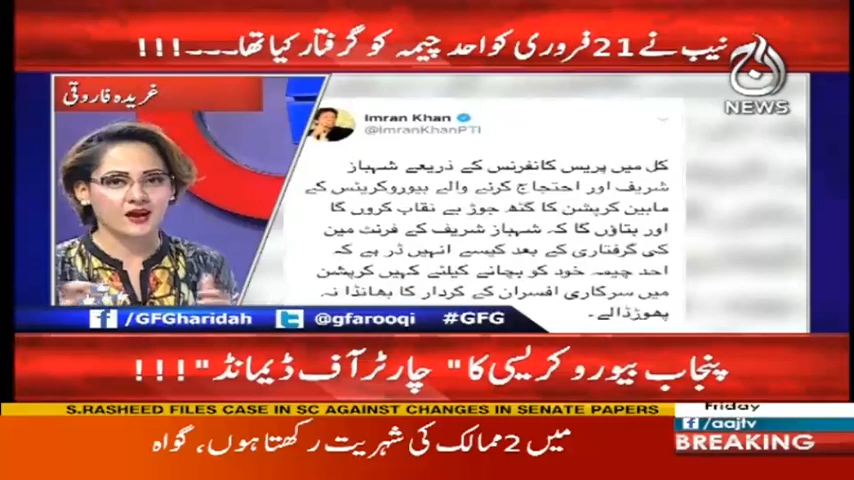 نیب نے 21 فروری کو احد چیمہ کو گرفتار کیا تھا۔۔۔!!!
آج
NEWS
غریدہ فاروقی
Imran Khan
@ImranKhanPTI
کل میں پریس کانفرنس کے ذریعے شہباز
شریف اور احتجاج کرنے والے بیوروکریٹس کے
مابین کرپشن کا گٹھ جوڑ بے نقاب کروں گا
اور بتاؤں گا کہ شہباز شریف کے فرنٹ مین
کی گرفتاری کے بعد کیسے انہیں ڈر ہے کہ
احد چیمہ خود کو بچانے کیلئے کہیں کرپشن
میں سرکاری افسران کے کردار کا بھانڈا نہ
پھوڑڈالے۔
/GFGharidah @gfarooqi #GFG
پنجاب بیوروکریسی کا "چارٹر آف ڈیمانڈ"!!!
S.RASHEED FILES CASE IN SC AGAINST CHANGES IN SENATE PAPERS
Friday
/aajtv
BREAKING
میں 2 ممالک کی شہریت رکھتا ہوں، گواہ